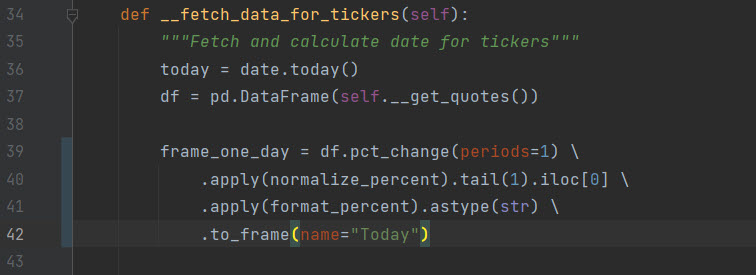 34 def __fetch_data_for_tickers(self):
35 """Fetch and calculate date for tickers"""
36 today = date.today()
37 df = pd.DataFrame(self.__get_quotes())
38
39 frame_one_day = df.pct_change(periods=1) \
40 .apply(normalize_percent).tail(1).iloc[0] \
41 .apply(format_percent).astype(str) \
42 .to_frame(name="Today")
43